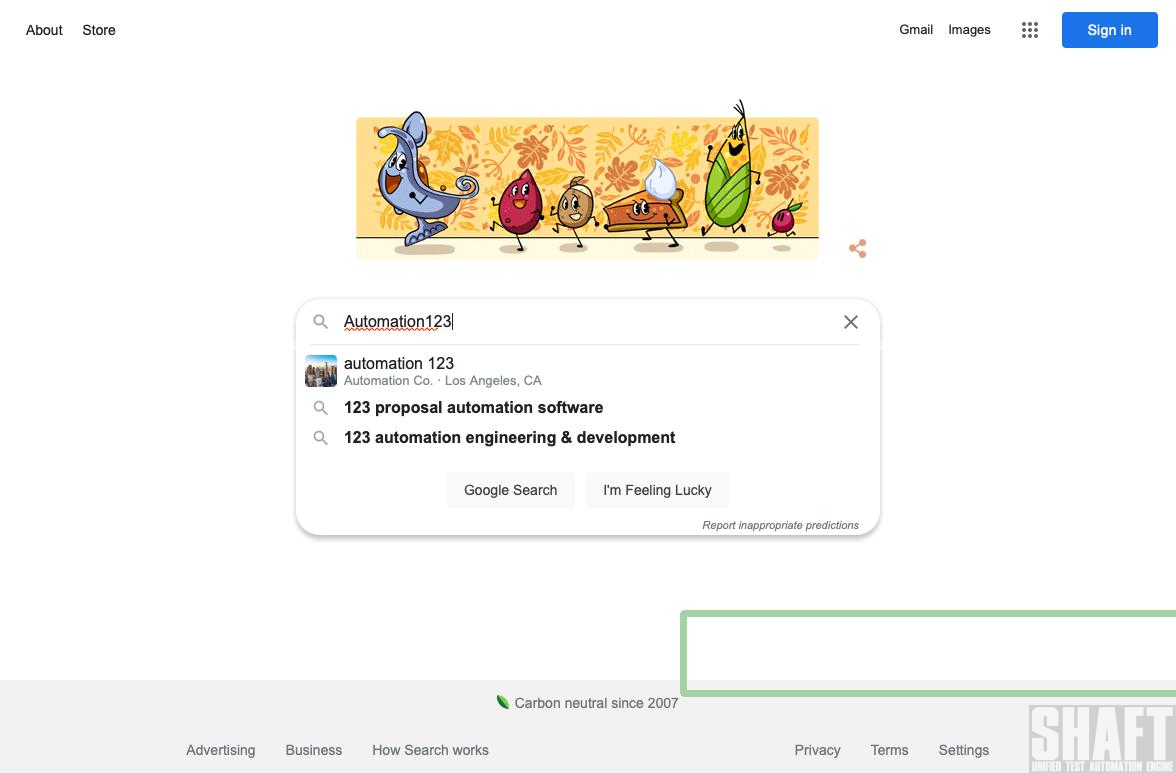 About Store
Gmail Images
Sign in
Automation123
automation 123
Automation Co. · Los Angeles, CA
123 proposal automation software
123 automation engineering & development
Google Search
I'm Feeling Lucky
Report inappropriate predictions
Carbon neutral since 2007
Advertising Business How Search works
Privacy Terms Settings
SHAFT
UNIFIED TEST AUTOMATION ENGINE